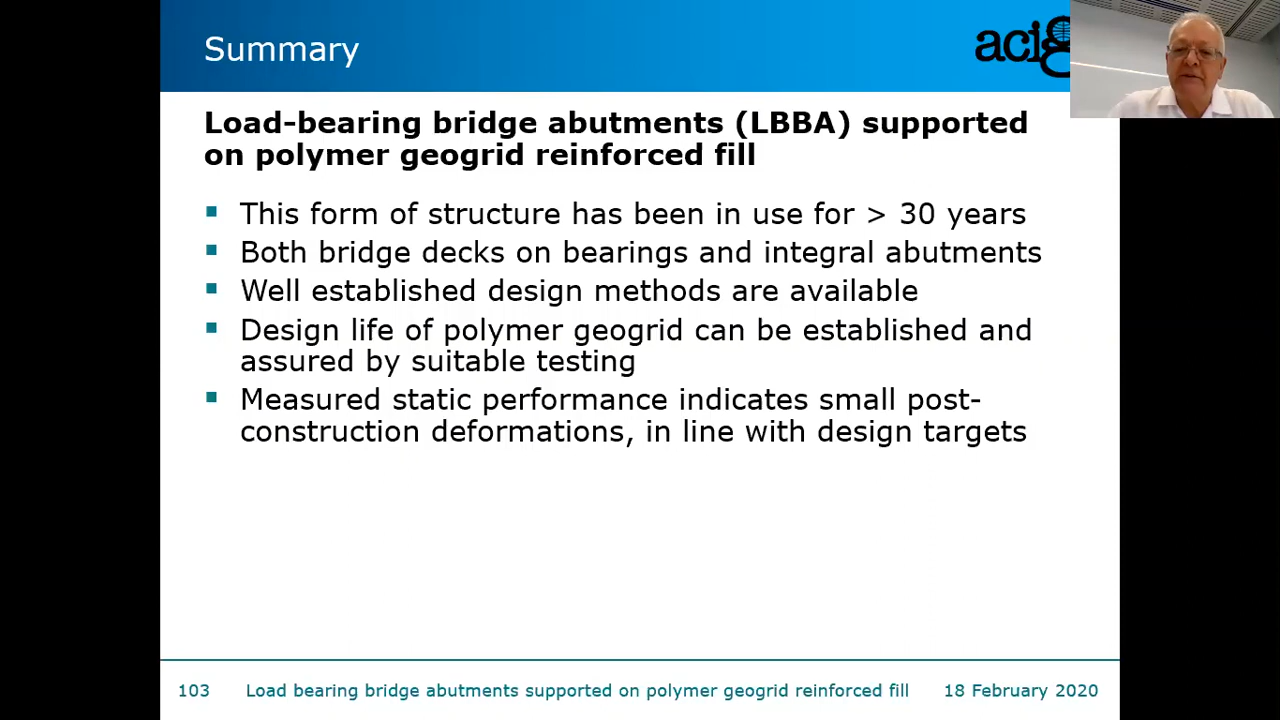 Summary
acig
Load-bearing bridge abutments (LBBA) supported
on polymer geogrid reinforced fill
This form of structure has been in use for > 30 years
Both bridge decks on bearings and integral abutments
Well established design methods are available
Design life of polymer geogrid can be established and
assured by suitable testing
Measured static performance indicates small post-
construction deformations, in line with design targets
103 Load bearing bridge abutments supported on polymer geogrid reinforced fill 18 February 2020